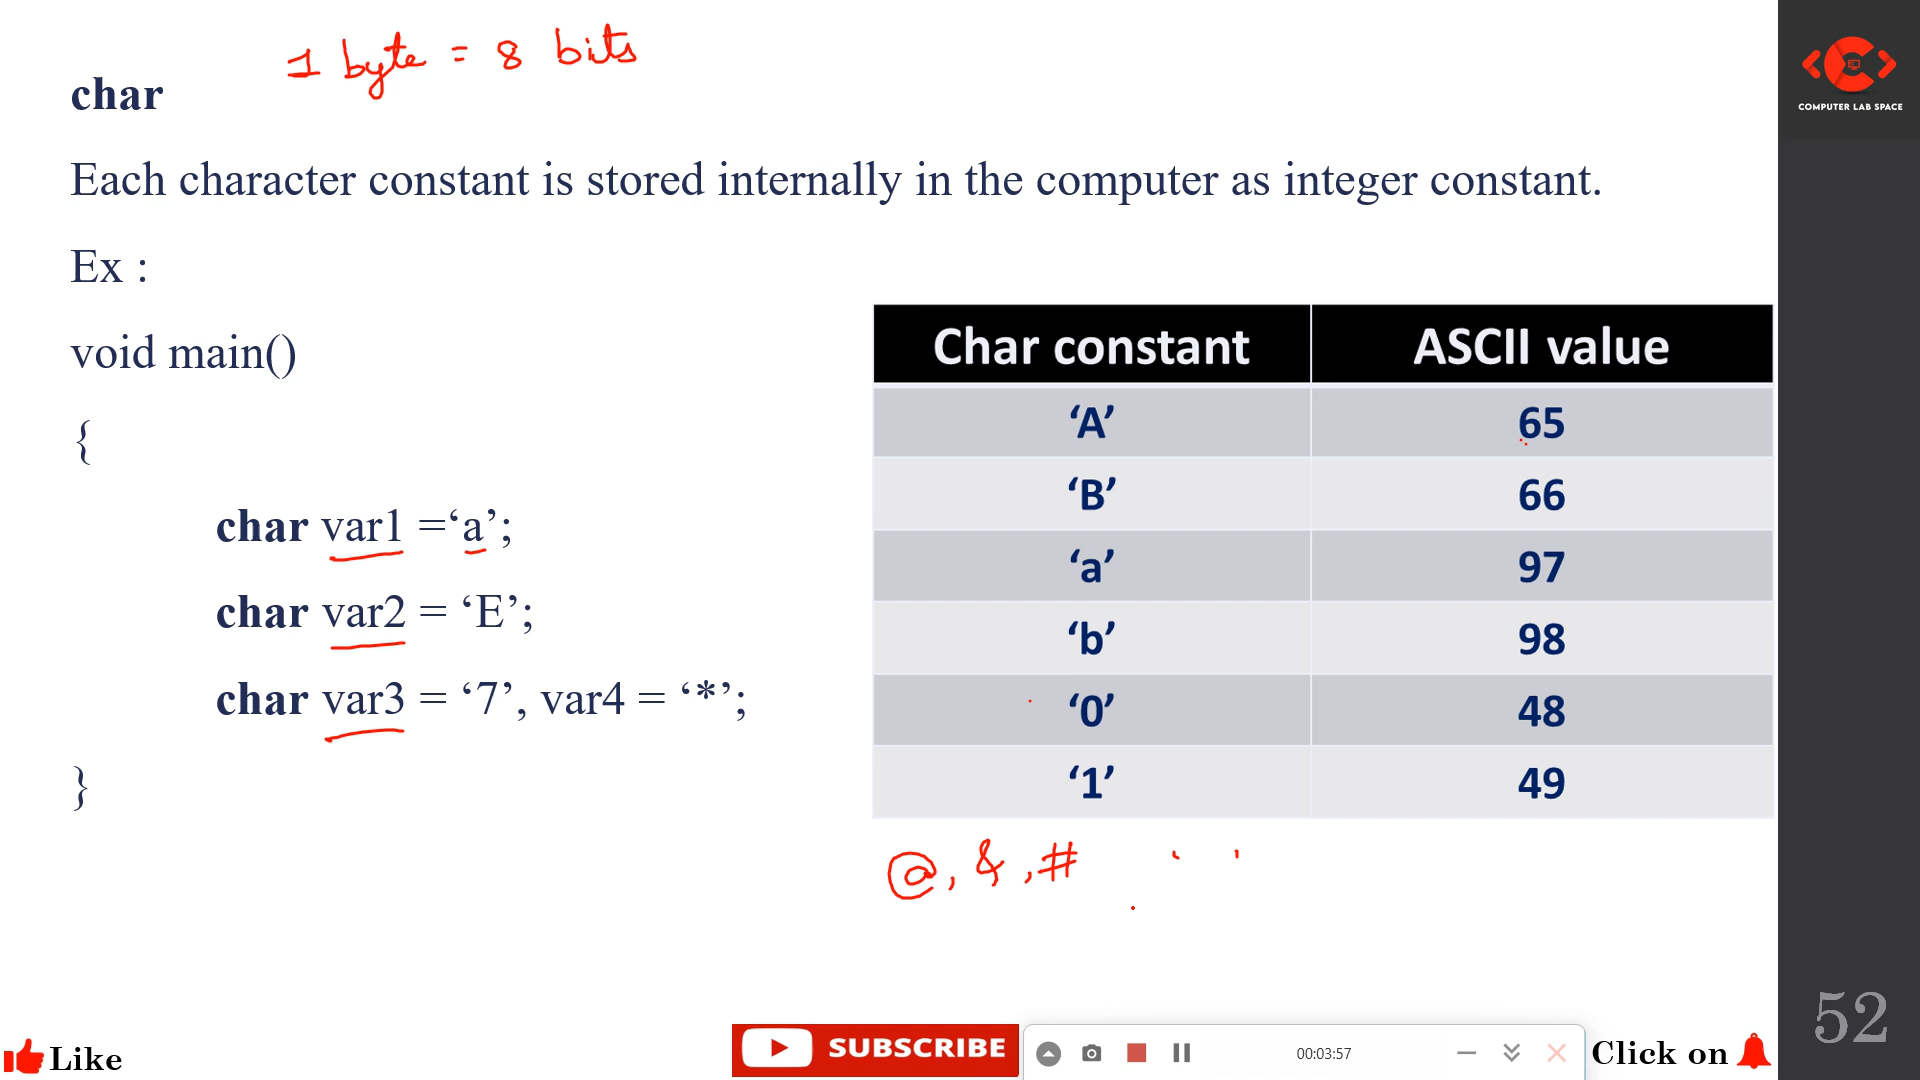 1 byte = 8 bits
char
COMPUTER LAB SPACE
Each character constant is stored internally in the computer as integer constant.
Ex :
void main()
{
char var1 =‘a’;
char var2 = ‘E’;
char var3 = ‘7’, var4 = ‘*’;
}
Char constant ASCII value
‘A’ 65
‘B’ 66
‘a’ 97
‘b’ 98
‘0’ 48
‘1’ 49
@, & ,# ‘ ’
52
Like
SUBSCRIBE
00:03:57
Click on